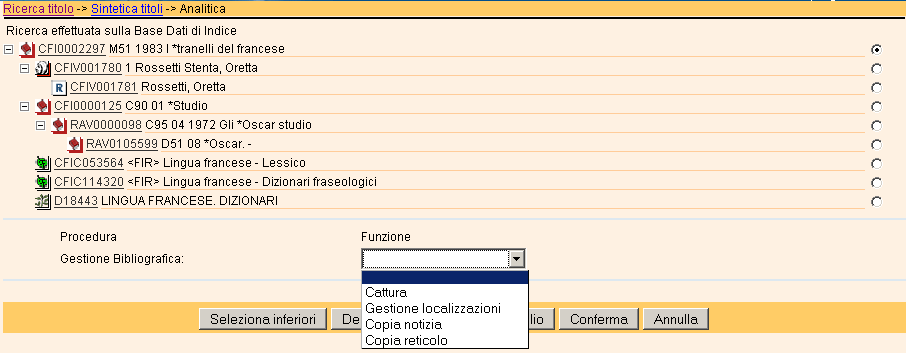 Ricerca titolo -> Sintetica titoli -> Analitica
Ricerca effettuata sulla Base Dati di Indice
CFI0002297 M51 1983 I *tranelli del francese
CFIV001780 1 Rossetti Stenta, Oretta
R CFIV001781 Rossetti, Oretta
CFI0000125 C90 01 *Studio
RAV0000098 C95 04 1972 Gli *Oscar studio
RAV0105599 D51 08 *Oscar. -
CFIC053564 <FIR> Lingua francese - Lessico
CFIC114320 <FIR> Lingua francese - Dizionari fraseologici
D18443 LINGUA FRANCESE. DIZIONARI
Procedura Funzione
Gestione Bibliografica:
Cattura
Gestione localizzazioni
Copia notizia
Copia reticolo
Seleziona inferiori De lio Conferma Annulla